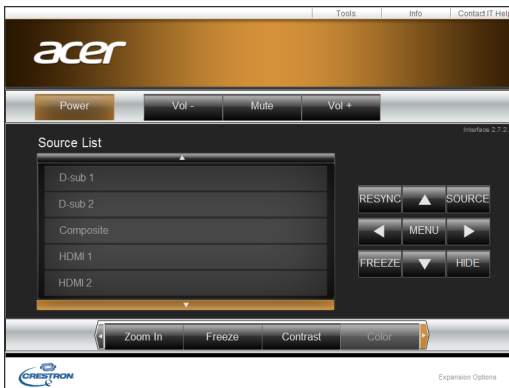 Tools Info Contact IT Help
acer
Power Vol - Mute Vol +
Interface 2.7.2.
Source List
D-sub 1
D-sub 2
Composite
HDMI 1
HDMI 2
RESYNC SOURCE
MENU
FREEZE HIDE
Zoom In Freeze Contrast Color
CRESTRON
Expansion Options